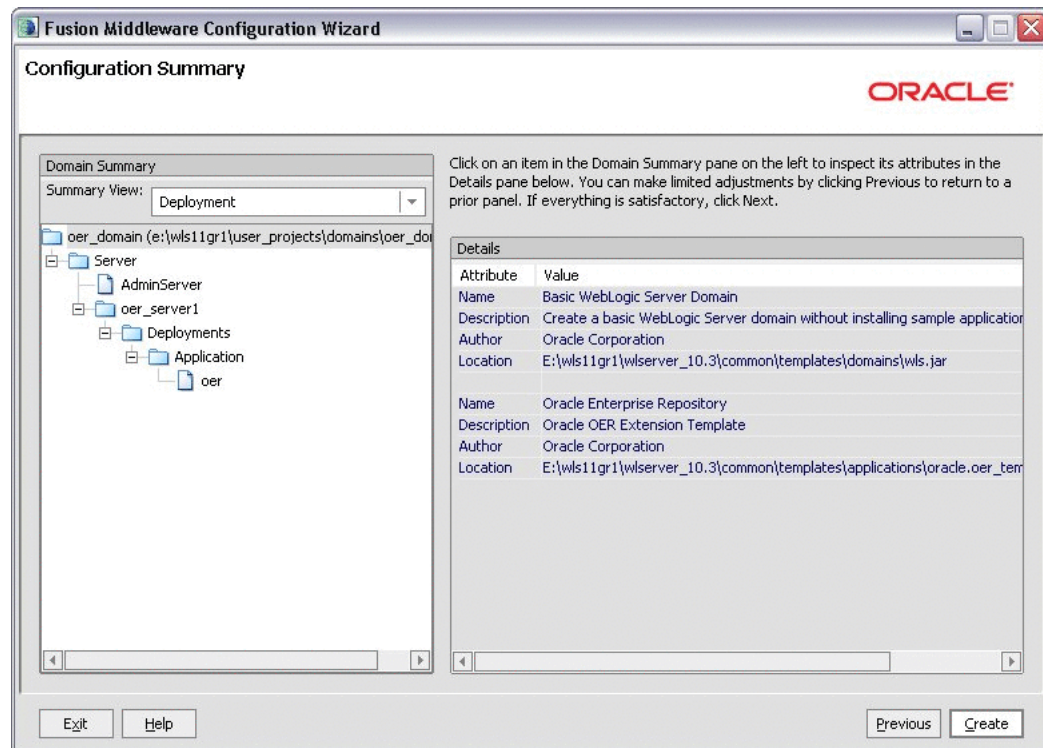 Fusion Middleware Configuration Wizard
Configuration Summary
ORACLE
Domain Summary
Summary View:
Deployment
oer_domain (e:\wls11gr1\user_projects\domains\oer_do
Server
AdminServer
oer_server1
Deployments
Application
oer
Click on an item in the Domain Summary pane on the left to inspect its attributes in the
Details pane below. You can make limited adjustments by clicking Previous to return to a
prior panel. If everything is satisfactory, click Next.
Details
Attribute Value
Name Basic WebLogic Server Domain
Description Create a basic WebLogic Server domain without installing sample application
Author Oracle Corporation
Location E:\wls11gr1\wlserver_10.3\common\templates\domains\wls.jar
Name Oracle Enterprise Repository
Description Oracle OER Extension Template
Author Oracle Corporation
Location E:\wls11gr1\wlserver_10.3\common\templates\applications\oracle.oer_tem
Exit Help Previous Create